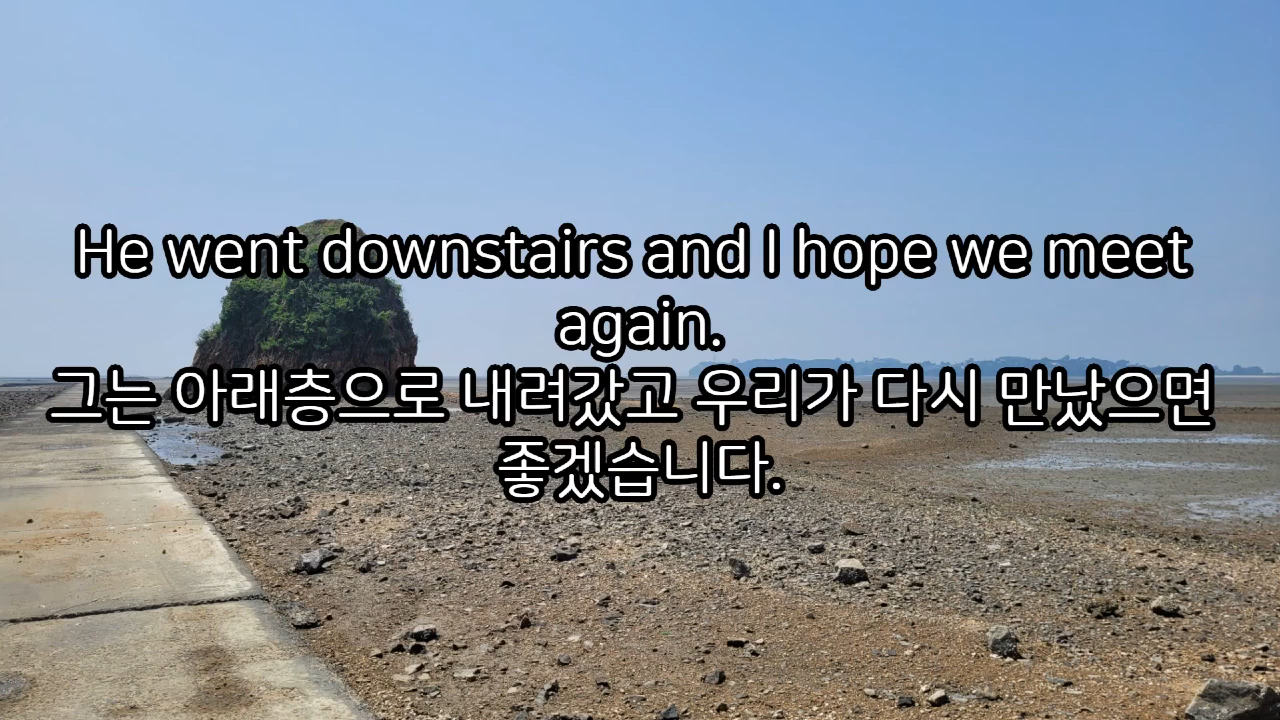 He went downstairs and I hope we meet
again.
그는 아래층으로 내려갔고 우리가 다시 만났으면
좋겠습니다.